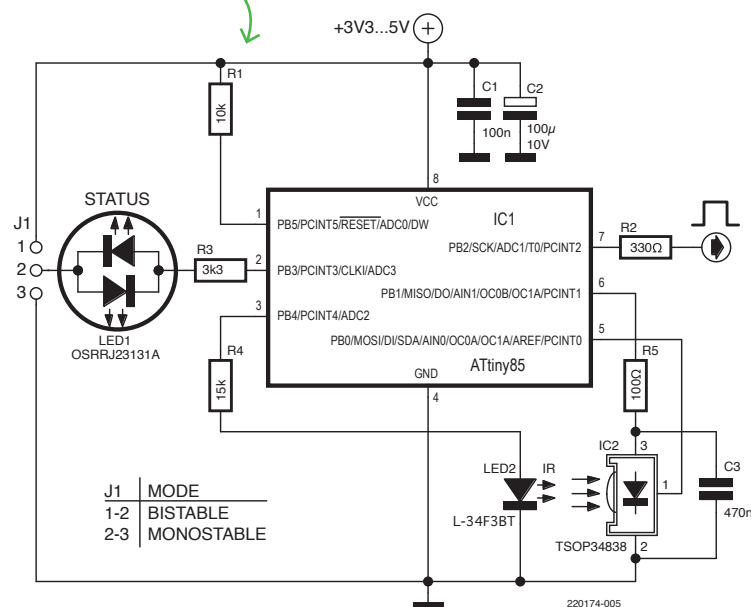 +3V3...5V
R1
10k
C1
100n
C2
100µ
10V
STATUS
J1
1
2
3
LED1
OSRRJ23131A
R3
3k3
8
VCC
IC1
1
PB5/PCINT5/RESET/ADC0/DW
2
PB3/PCINT3/CLKI/ADC3
3
PB4/PCINT4/ADC2
PB2/SCK/ADC1/T0/PCINT2
7
R2
330Ω
PB1/MISO/DO/AIN1/OC0B/OC1A/PCINT1
6
PB0/MOSI/DI/SDA/AIN0/OC0A/OC1A/AREF/PCINT0
5
ATtiny85
GND
4
R4
15k
R5
100Ω
LED2
IR
L-34F3BT
IC2
3
1
2
TSOP34838
C3
470n
J1 MODE
1-2 BISTABLE
2-3 MONOSTABLE
220174-005